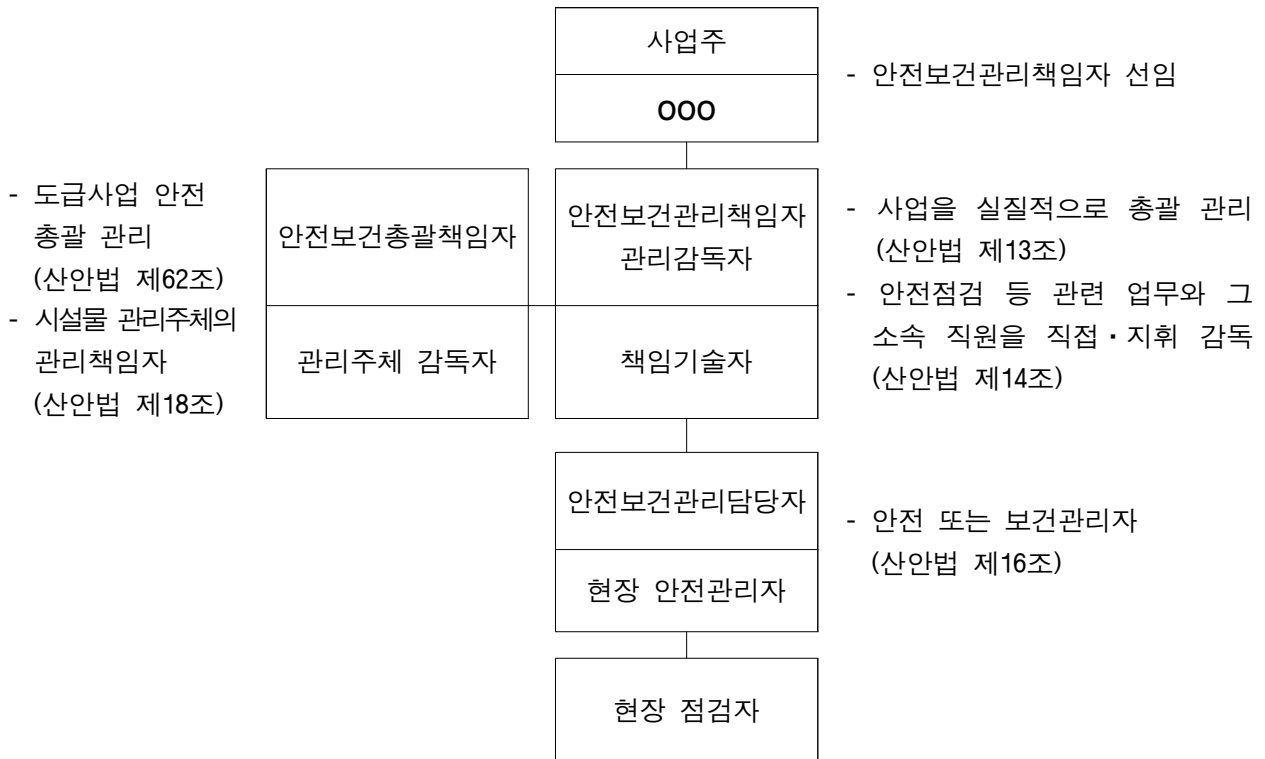 사업주
OOO
- 안전보건관리책임자 선임
- 도급사업 안전
총괄 관리
(산안법 제62조)
- 시설물 관리주체의
관리책임자
(산안법 제18조)
안전보건총괄책임자
관리주체 감독자
안전보건관리책임자
관리감독자
책임기술자
- 사업을 실질적으로 총괄 관리
(산안법 제13조)
- 안전점검 등 관련 업무와 그
소속 직원을 직접・지휘 감독
(산안법 제14조)
안전보건관리담당자
현장 안전관리자
- 안전 또는 보건관리자
(산안법 제16조)
현장 점검자